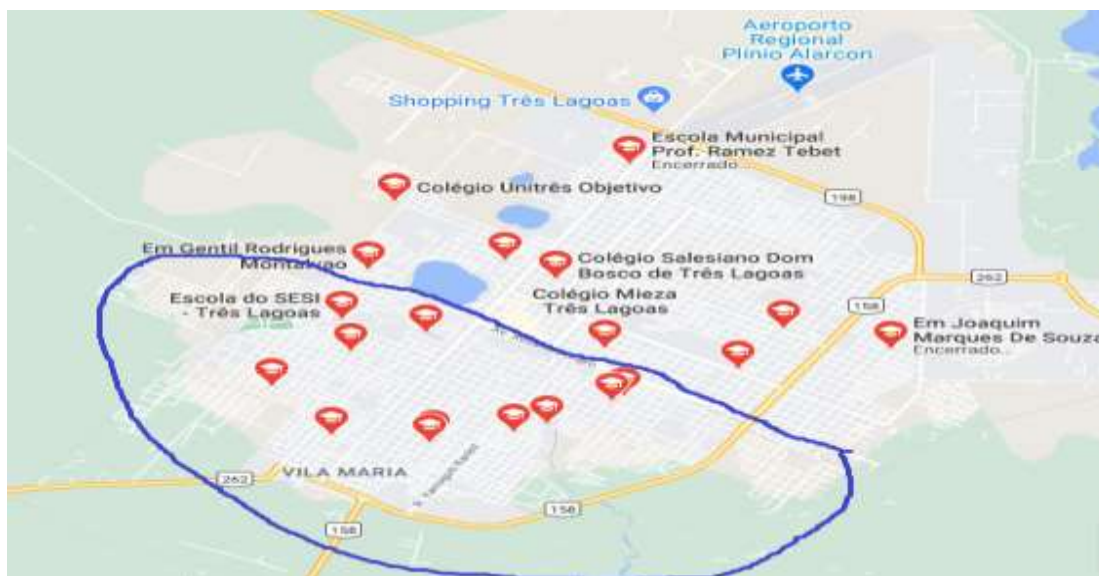 Aeroporto
Regional
Plínio Alarcon
Shopping Três Lagoas
Escola Municipal
Prof. Ramez Tebet
Encerrado
Colégio Unitrês Objetivo
198
Em Gentil Rodrigues
Montalvao
Colégio Salesiano Dom
Bosco de Três Lagoas
262
Escola do SESI
- Três Lagoas
Colégio Mieza
Três Lagoas
158
Em Joaquim
Marques De Souza
Encerrado..
VILA MARIA
262
158
158